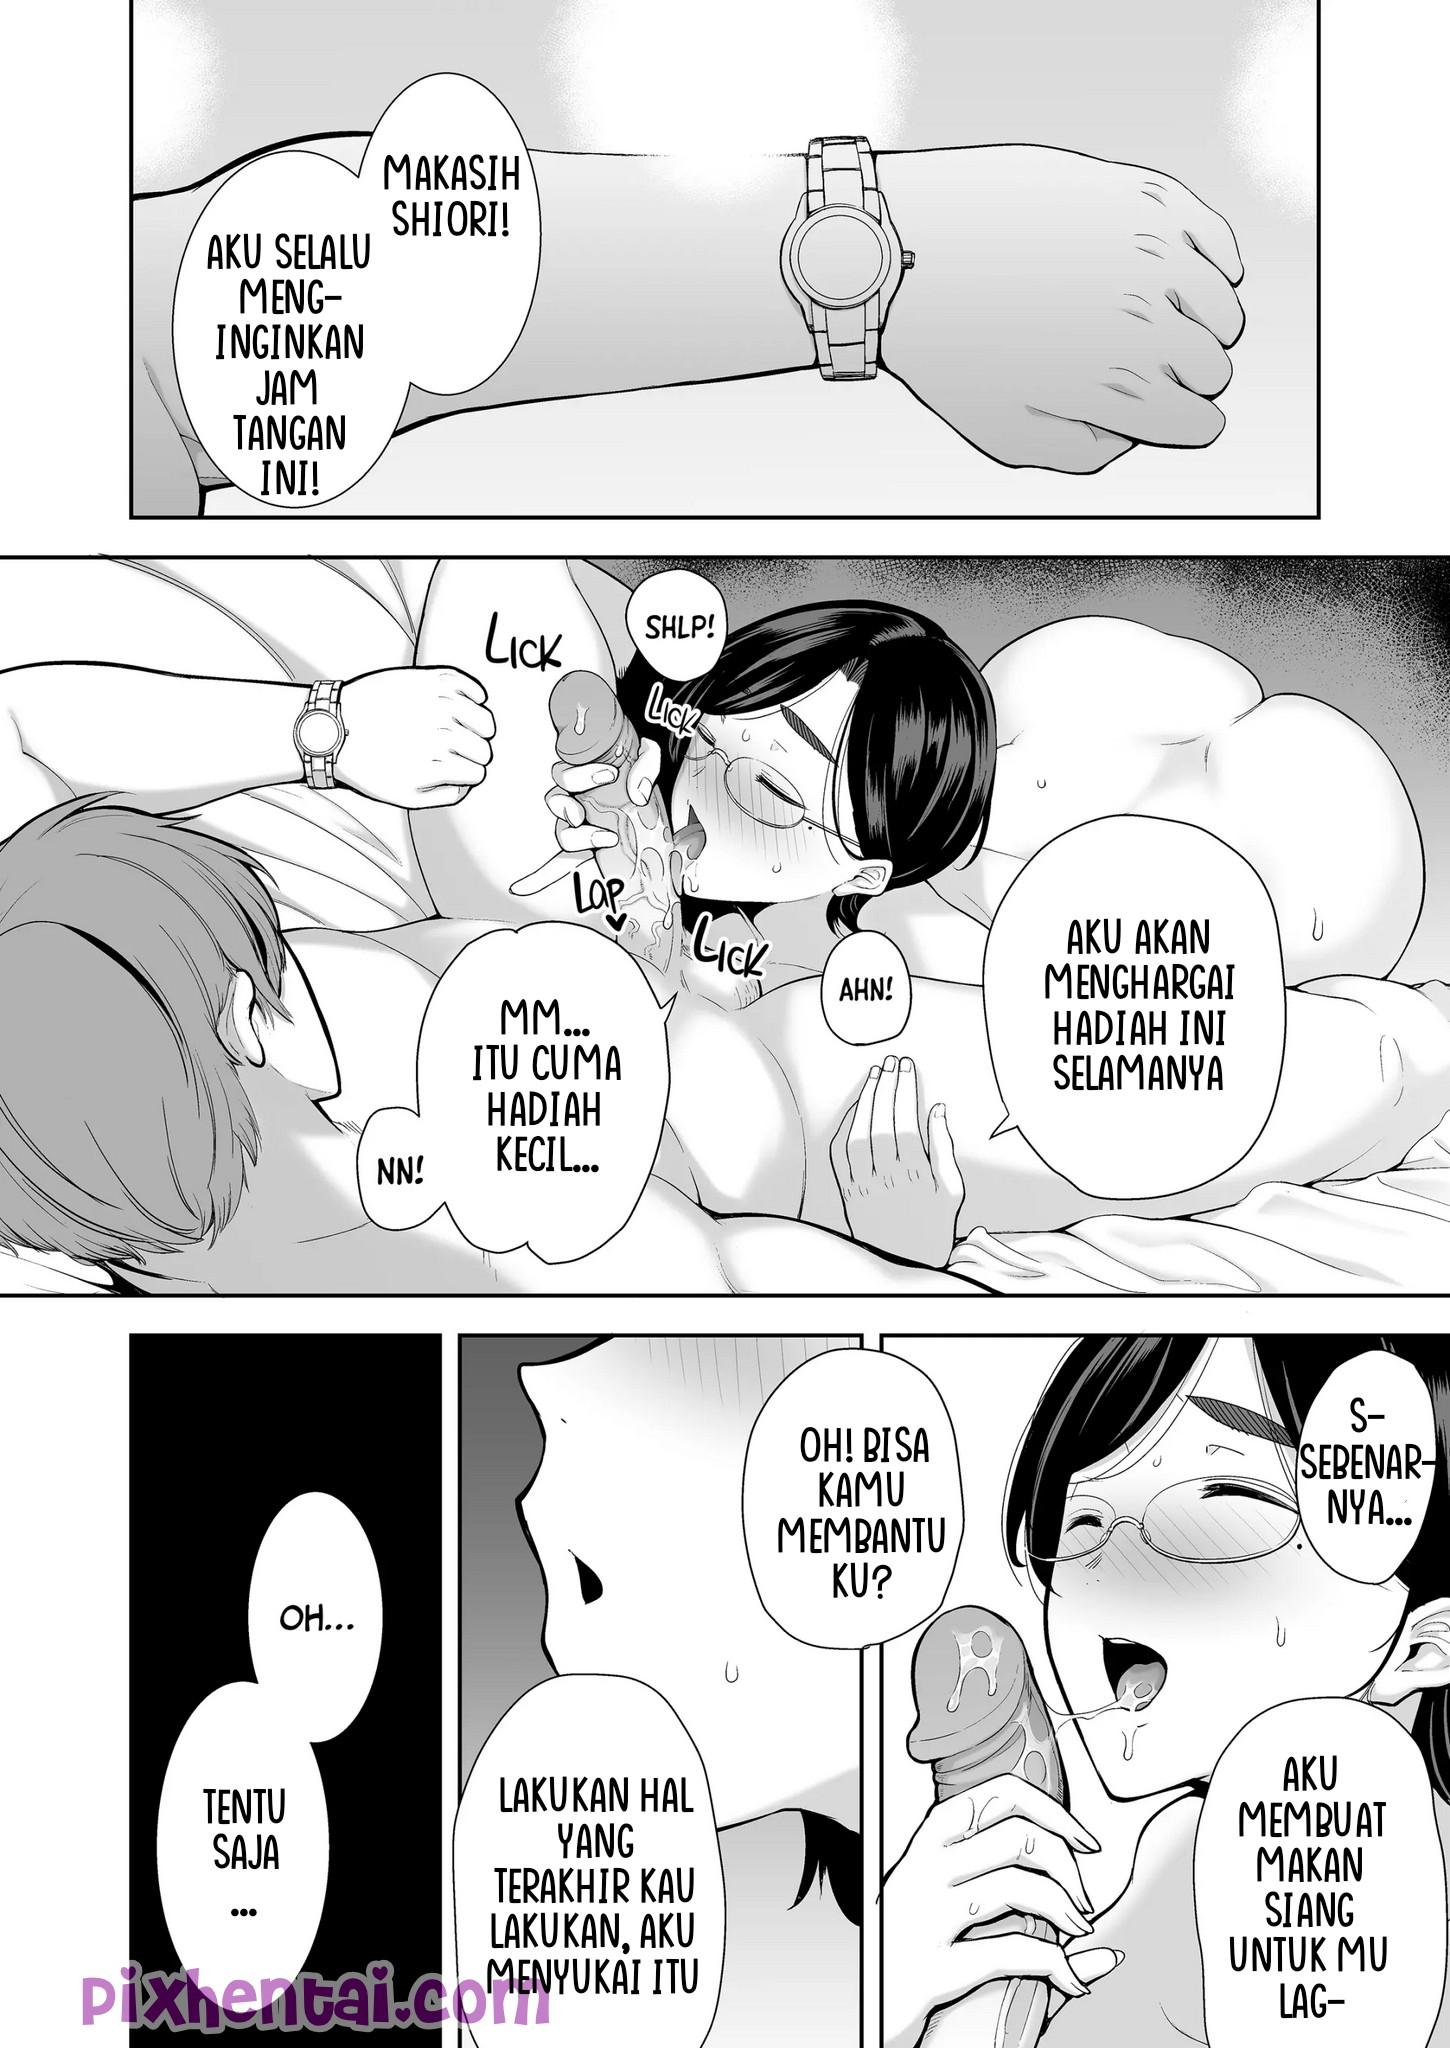 MAKASIH
SHIORI!
AKU SELALU
MENG-
INGINKAN
JAM
TANGAN
INI!
SHLP!
LICK
LICK
LAP
LICK
AHN!
AKU AKAN
MENGHARGAI
HADIAH INI
SELAMANYA
MM...
ITU CUMA
HADIAH
KECIL...
NN!
S-
SEBENAR-
NYA...
AKU
MEMBUAT
MAKAN
SIANG
UNTUK MU
LAG-
OH! BISA
KAMU
MEMBANTU
KU?
LAKUKAN HAL
YANG
TERAKHIR KAU
LAKUKAN, AKU
MENYUKAI ITU
OH...
TENTU
SAJA
...
pixhentai.com